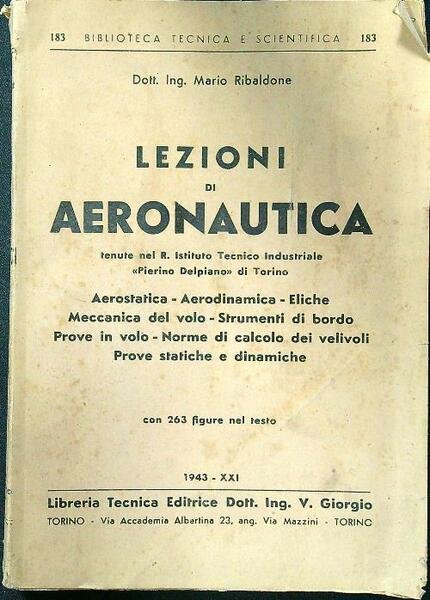 183 BIBLIOTECA TECNICA E SCIENTIFICA 183
Dott. Ing. Mario Ribaldone
LEZIONI
DI
AERONAUTICA
tenute nel R. Istituto Tecnico Industriale
«Pierino Delpiano» di Torino
Aerostatica - Aerodinamica - Eliche
Meccanica del volo - Strumenti di bordo
Prove in volo - Norme di calcolo dei velivoli
Prove statiche e dinamiche
con 263 figure nel testo
1943 - XXI
Libreria Tecnica Editrice Dott. Ing. V. Giorgio
TORINO - Via Accademia Albertina 23, ang. Via Mazzini - TORINO